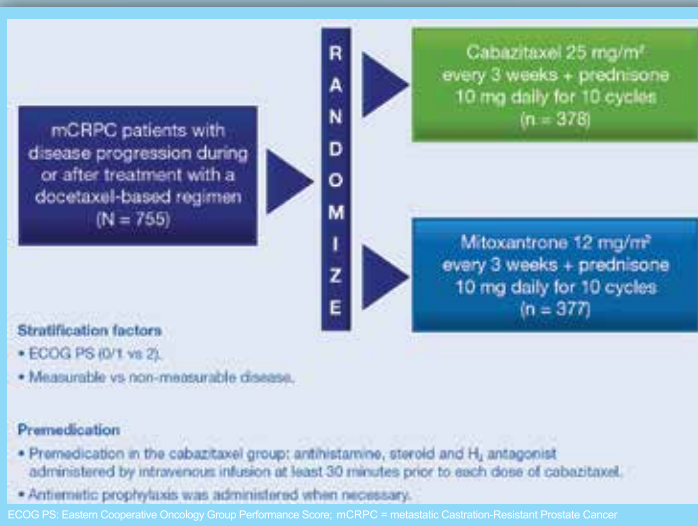 mCRPC patients with
disease progression during
or after treatment with a
docetaxel-based regimen
(N = 755)
R
A
N
D
O
M
I
Z
E
Cabazitaxel 25 mg/m²
every 3 weeks + prednisone
10 mg daily for 10 cycles
(n = 378)
Mitoxantrone 12 mg/m²
every 3 weeks + prednisone
10 mg daily for 10 cycles
(n = 377)
Stratification factors
• ECOG PS (0/1 vs 2).
• Measurable vs non-measurable disease.
Premedication
• Premedication in the cabazitaxel group: antihistamine, steroid and H₂ antagonist
administered by intravenous infusion at least 30 minutes prior to each dose of cabazitaxel.
• Antiemetic prophylaxis was administered when necessary.
ECOG PS: Eastern Cooperative Oncology Group Performance Score; mCRPC = metastatic Castration-Resistant Prostate Cancer